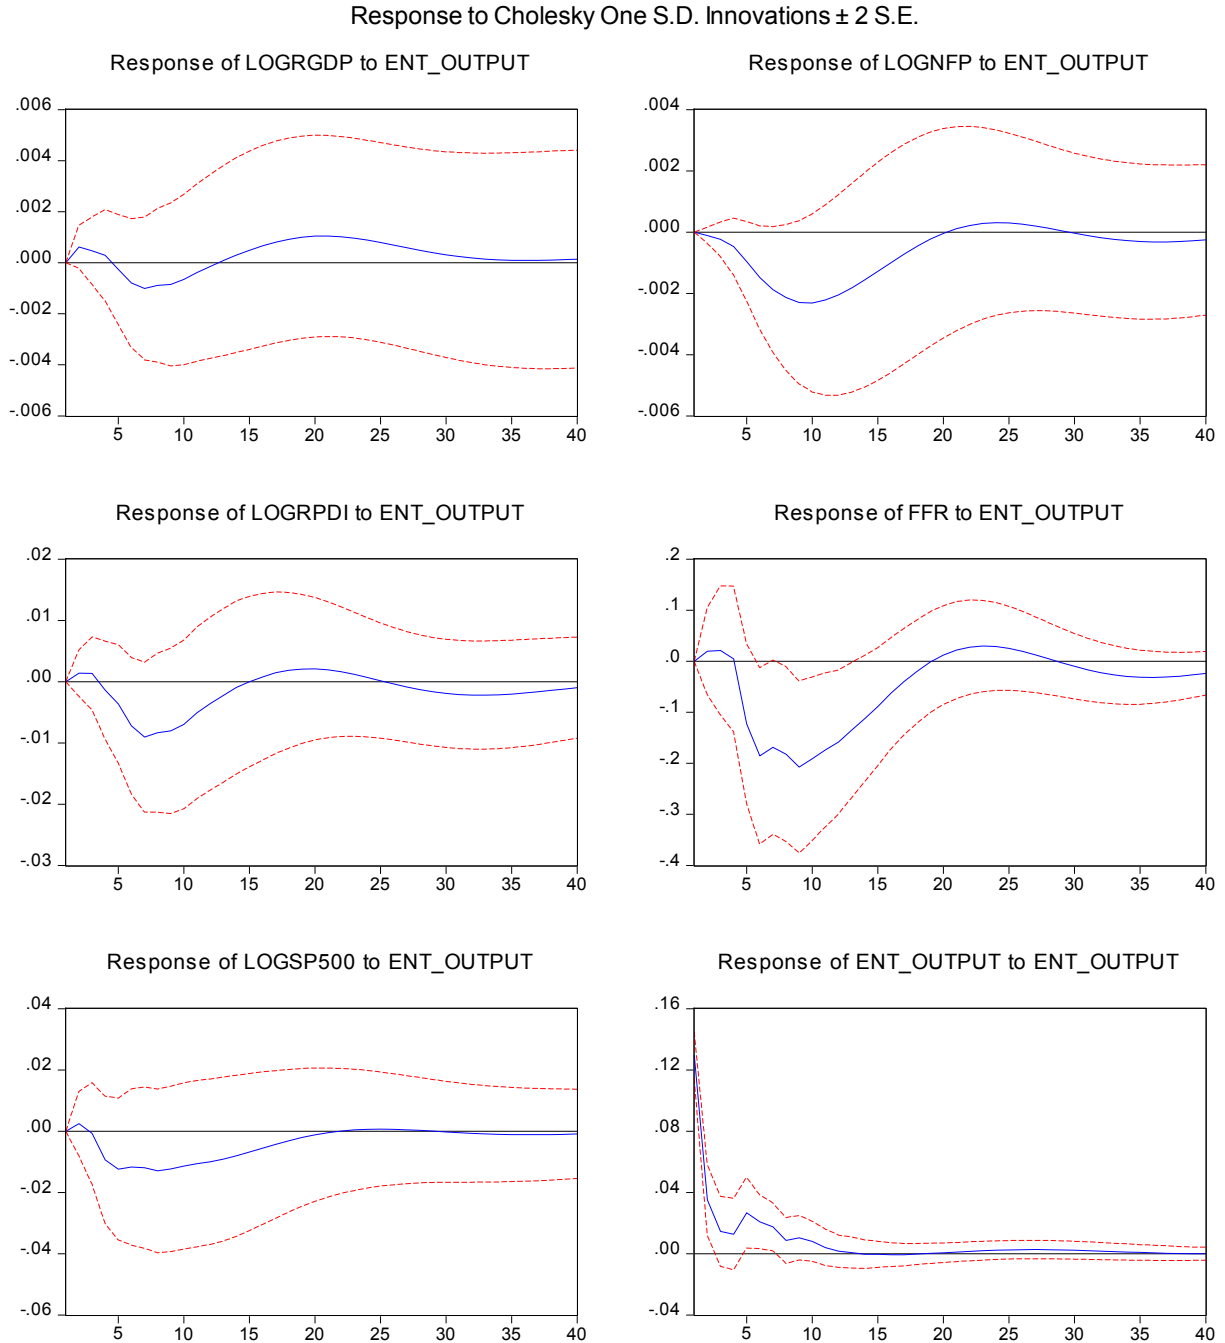 Response to Cholesky One S.D. Innovations ± 2 S.E.
Response of LOGRGDP to ENT_OUTPUT
.006
.004
.002
.000
-.002
-.004
-.006
5 10 15 20 25 30 35 40
Response of LOGNFP to ENT_OUTPUT
.004
.002
.000
-.002
-.004
-.006
5 10 15 20 25 30 35 40
Response of LOGRPDI to ENT_OUTPUT
.02
.01
.00
-.01
-.02
-.03
5 10 15 20 25 30 35 40
Response of FFR to ENT_OUTPUT
.2
.1
.0
-.1
-.2
-.3
-.4
5 10 15 20 25 30 35 40
Response of LOGSP500 to ENT_OUTPUT
.04
.02
.00
-.02
-.04
-.06
5 10 15 20 25 30 35 40
Response of ENT_OUTPUT to ENT_OUTPUT
.16
.12
.08
.04
.00
-.04
5 10 15 20 25 30 35 40